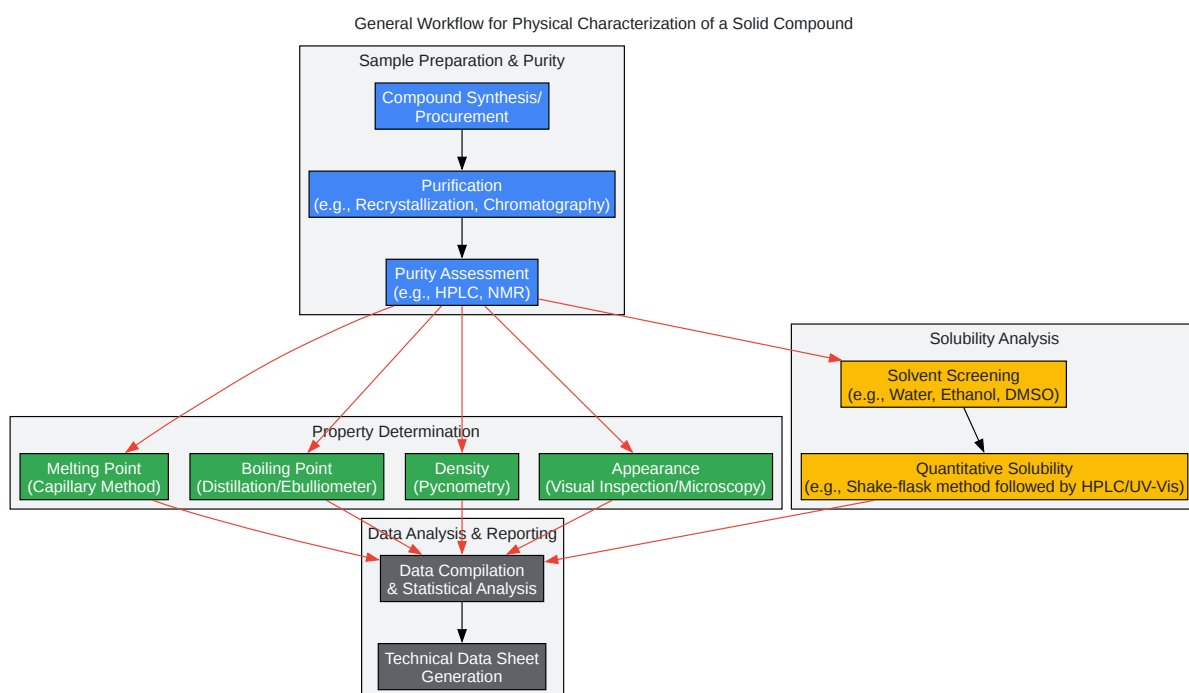 General Workflow for Physical Characterization of a Solid Compound
Sample Preparation & Purity
Compound Synthesis/
Procurement
Purification
(e.g., Recrystallization, Chromatography)
Purity Assessment
(e.g., HPLC, NMR)
Solubility Analysis
Solvent Screening
(e.g., Water, Ethanol, DMSO)
Property Determination
Melting Point
(Capillary Method)
Boiling Point
(Distillation/Ebulliometer)
Density
(Pycnometry)
Appearance
(Visual Inspection/Microscopy)
Quantitative Solubility
(e.g., Shake-flask method followed by HPLC/UV-Vis)
Data Analysis & Reporting
Data Compilation
& Statistical Analysis
Technical Data Sheet
Generation